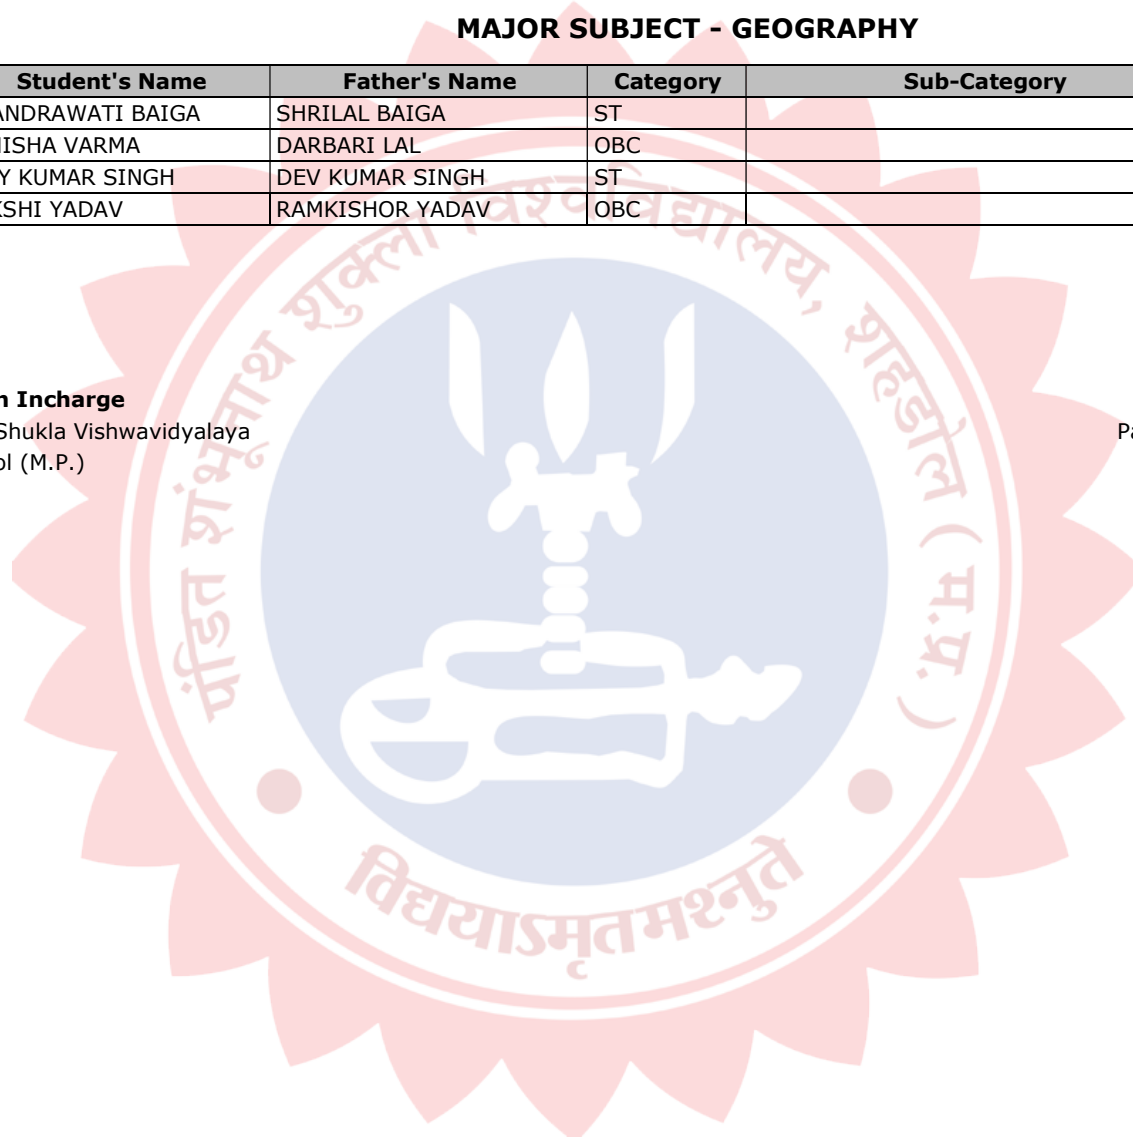 MAJOR SUBJECT - GEOGRAPHY
Student's Name Father's Name Category Sub-Category
ANDRAWATI BAIGA SHRILAL BAIGA ST
ISHA VARMA DARBARI LAL OBC
Y KUMAR SINGH DEV KUMAR SINGH ST
SHI YADAV RAMKISHOR YADAV OBC
Incharge
Shukla Vishwavidyalaya
ol (M.P.)
Pa
पंडित शंभूनाथ शुक्ला विश्वविद्यालय, शहडोल (म.प्र.)
विद्ययाऽमृतमश्नुते